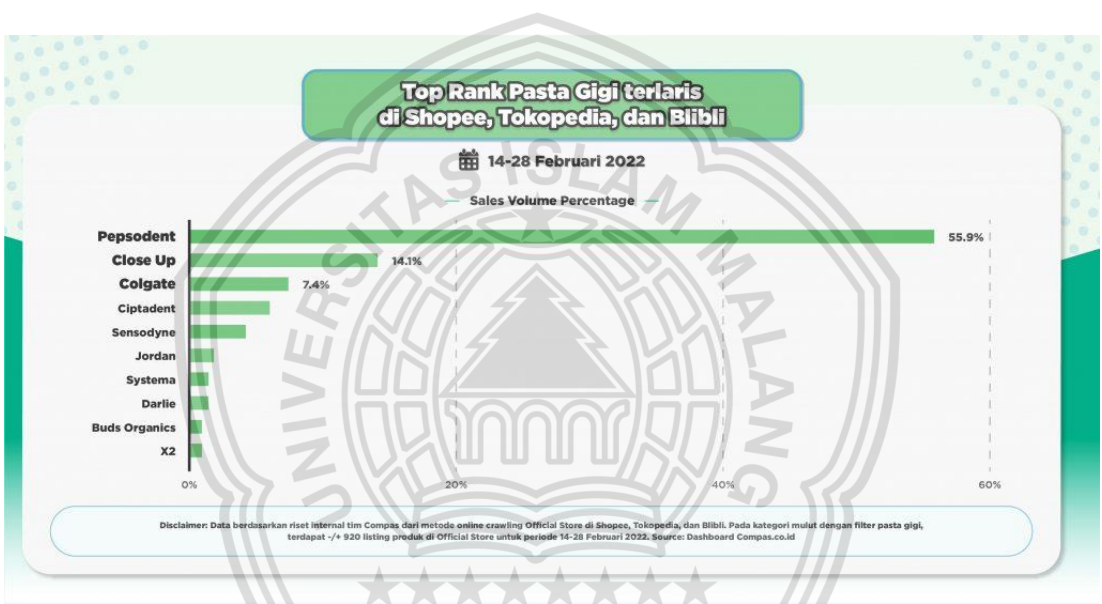 Top Rank Pasta Gigi terlaris
di Shopee, Tokopedia, dan Blibli
14-28 Februari 2022
Sales Volume Percentage
Pepsodent 55.9%
Close Up 14.1%
Colgate 7.4%
Ciptadent
Sensodyne
Jordan
Systema
Darlie
Buds Organics
X2
0% 20% 40% 60%
Disclaimer: Data berdasarkan riset internal tim Compas dari metode online crawling Official Store di Shopee, Tokopedia, dan Blibli. Pada kategori mulut dengan filter pasta gigi,
terdapat -/+ 920 listing produk di Official Store untuk periode 14-28 Februari 2022. Source: Dashboard Compas.co.id
UNIVERSITAS ISLAM MALANG